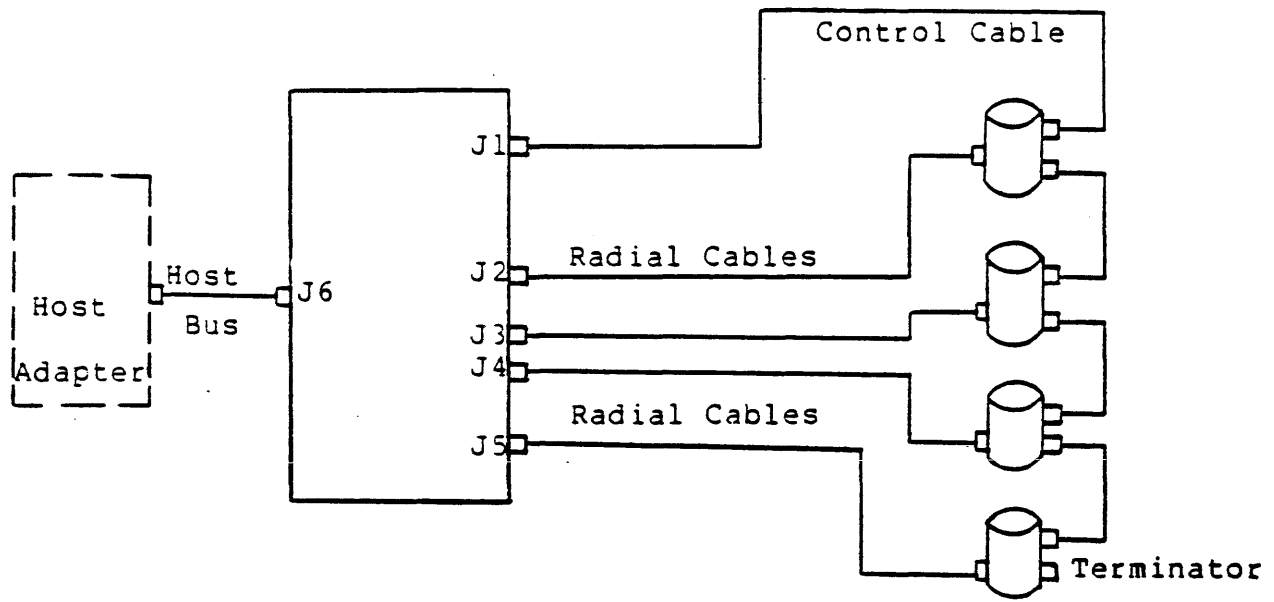 Control Cable
J1
Radial Cables
J2
Host
J6
Bus
Host
J3
J4
Adapter
Radial Cables
J5
Terminator